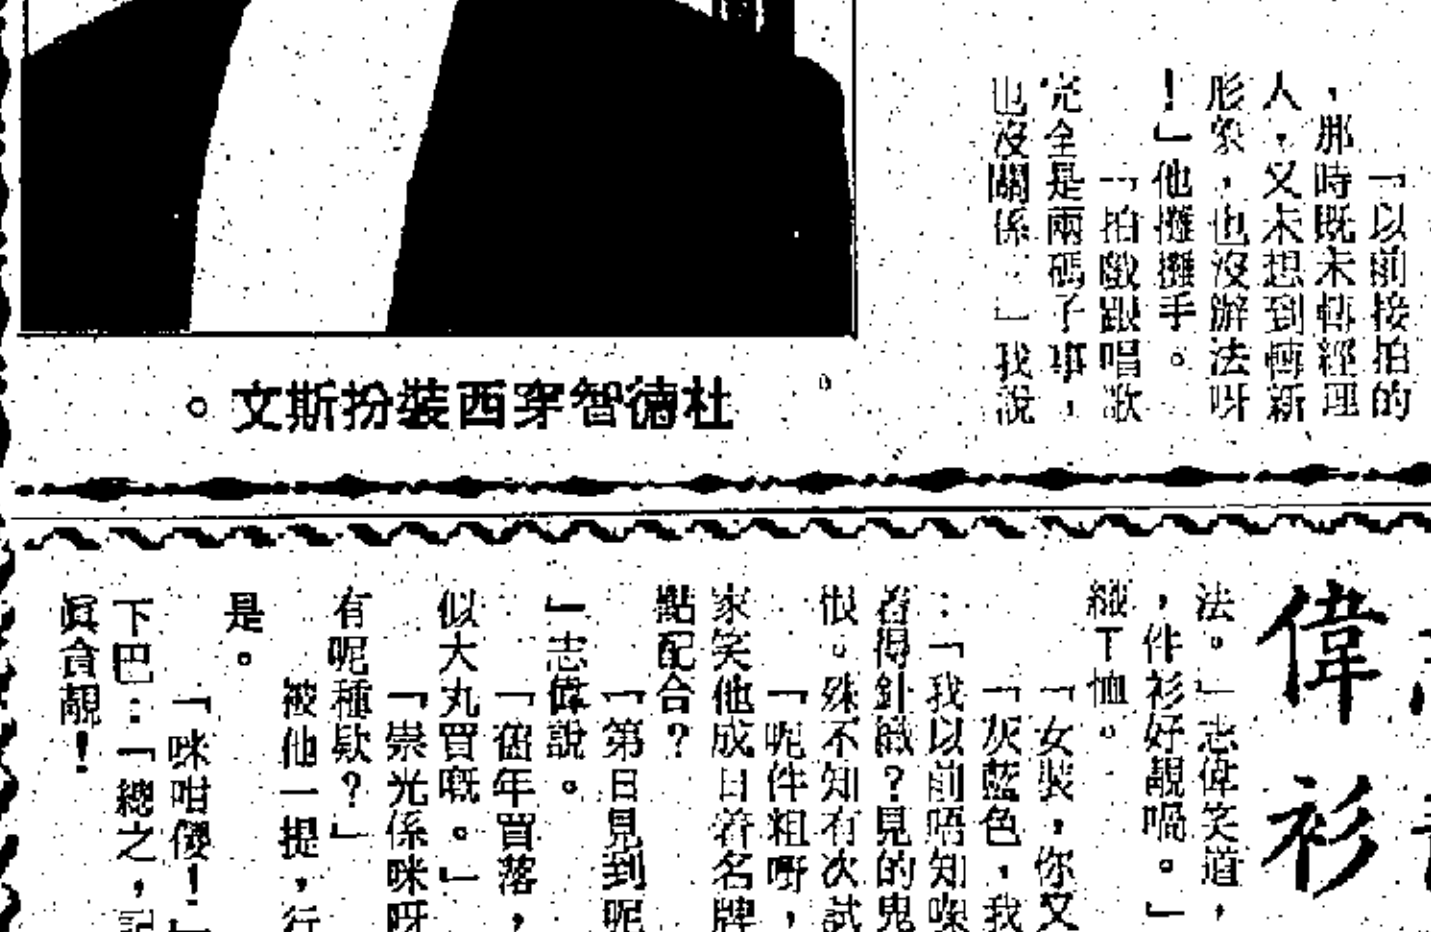 「以前接拍的
，那時既未轉經理
人，又未想到轉新
形象，也沒辦法呀
！」他攤攤手。
「拍戲跟唱歌
完全是兩碼子事，
也沒關係」我說
杜德智穿西裝扮斯文。
偉
衫
法。」志偉笑道，
，件衫好靚喎。」
織T恤。
「女裝，你又
「灰藍色，我
：「我以前唔知㗎
着得針織？見的鬼
恨。殊不知有次試
「呢件粗嘢，
家笑他成日着名牌
點配合？
「第日見到呢
」志偉說。
「舊年買落，
似大丸買嘅。」
「崇光係咪呀
有呢種欵？」
被他一提，行
是。
「咪咁傻！」
下巴：「總之，記
眞貪靚！